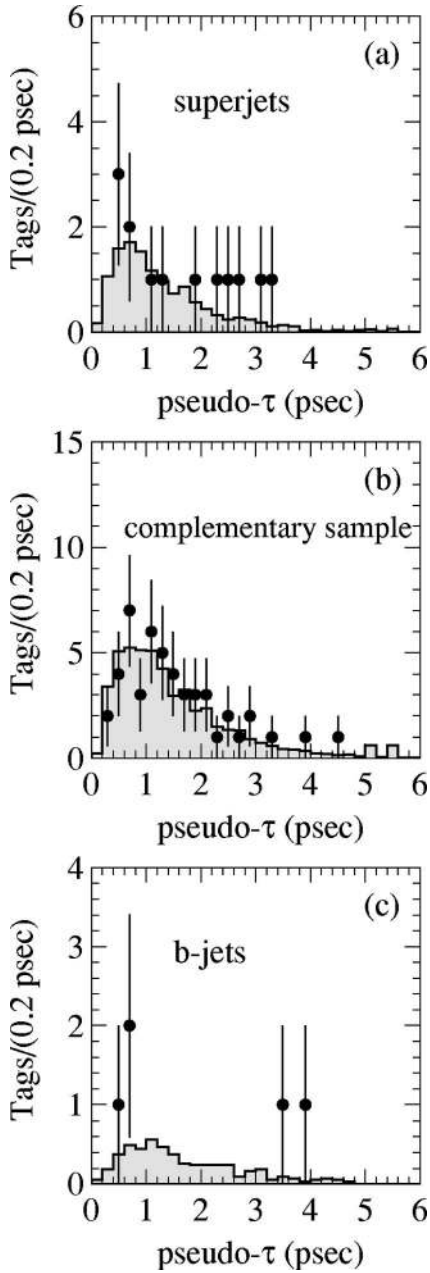 6
(a)
superjets
4
2
0
Tags/(0.2 psec)
0 1 2 3 4 5 6
pseudo-τ (psec)
15
(b)
complementary sample
10
5
0
Tags/(0.2 psec)
0 1 2 3 4 5 6
pseudo-τ (psec)
4
(c)
b-jets
3
2
1
0
Tags/(0.2 psec)
0 1 2 3 4 5 6
pseudo-τ (psec)